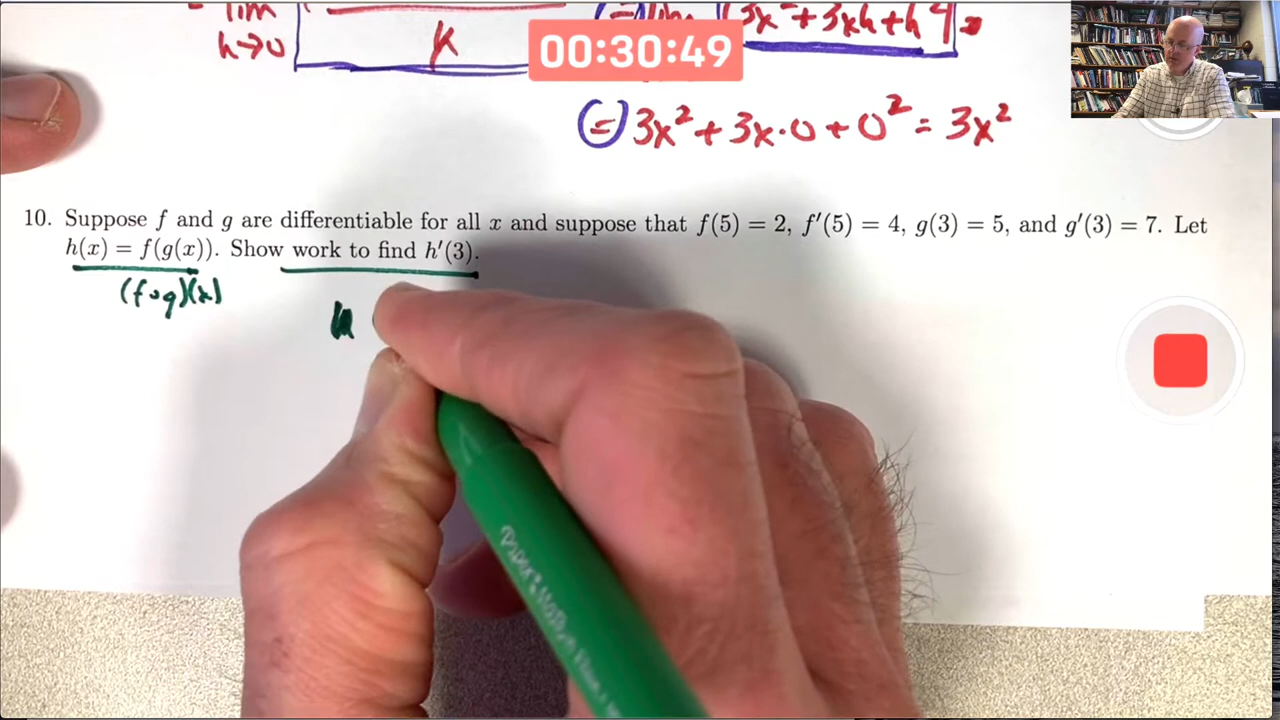 lim
h→0
h
3x² + 3xh + h²
00:30:49
(=) 3x² + 3x·0 + 0² = 3x²
10. Suppose f and g are differentiable for all x and suppose that f(5) = 2, f′(5) = 4, g(3) = 5, and g′(3) = 7. Let
h(x) = f(g(x)). Show work to find h′(3).
(f∘g)(x)
h